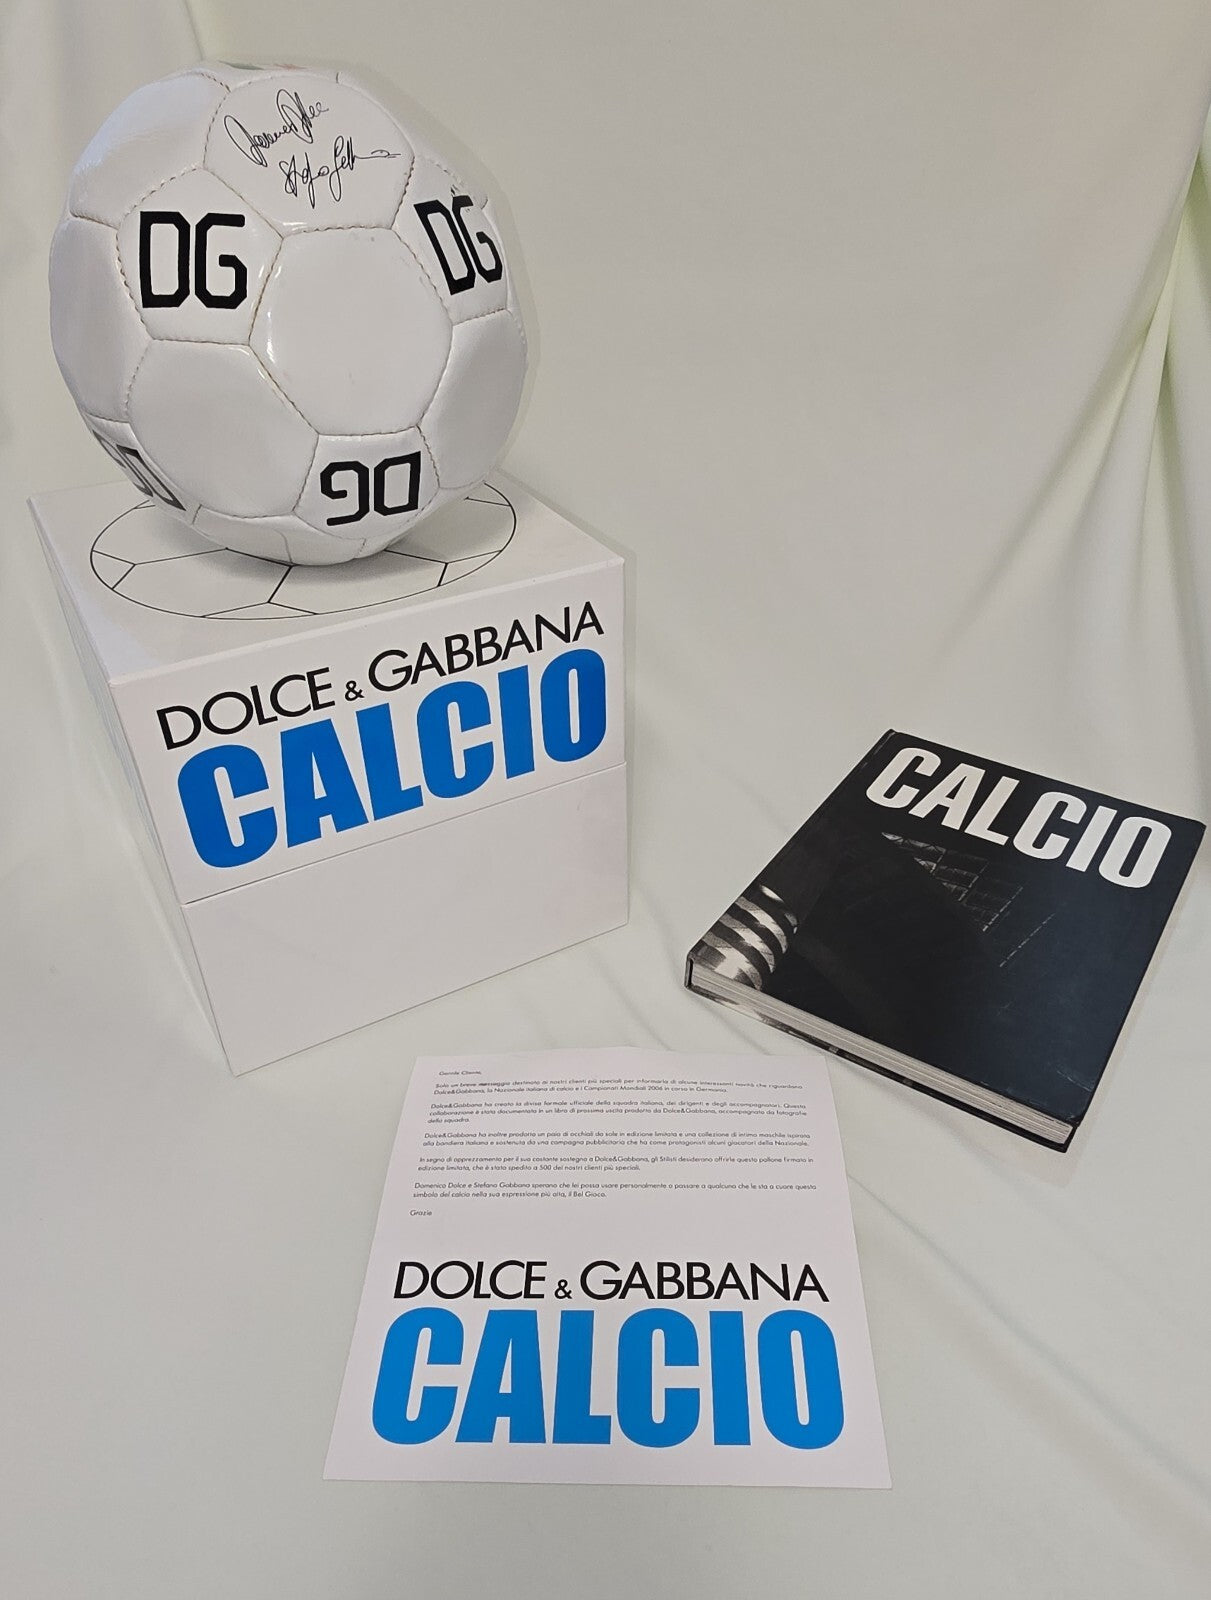 Domenico Dolce
Stefano Gabbana
DG
DG
DG
DG
DOLCE & GABBANA
CALCIO
CALCIO
Gentile Cliente,
Solo un breve messaggio destinato ai nostri clienti più speciali per informarla di alcune interessanti novità che riguardano
Dolce&Gabbana, la Nazionale italiana di calcio e i Campionati Mondiali 2006 in corso in Germania.
Dolce&Gabbana ha creato la divisa formale ufficiale della squadra italiana, dei dirigenti e degli accompagnatori. Questa
collaborazione è stata documentata in un libro di prossima uscita prodotto da Dolce&Gabbana, accompagnato da fotografie
della squadra.
Dolce&Gabbana ha inoltre prodotto un paio di occhiali da sole in edizione limitata e una collezione di intimo maschile ispirata
alla bandiera italiana e sostenuta da una campagna pubblicitaria che ha come protagonisti alcuni giocatori della Nazionale.
In segno di apprezzamento per il suo costante sostegno a Dolce&Gabbana, gli Stilisti desiderano offrirle questo pallone firmato in
edizione limitata, che è stato spedito a 500 dei nostri clienti più speciali.
Domenico Dolce e Stefano Gabbana sperano che lei possa usare personalmente o passare a qualcuno che le sta a cuore questo
simbolo del calcio nella sua espressione più alta, il Bel Gioco.
Grazie
DOLCE & GABBANA
CALCIO